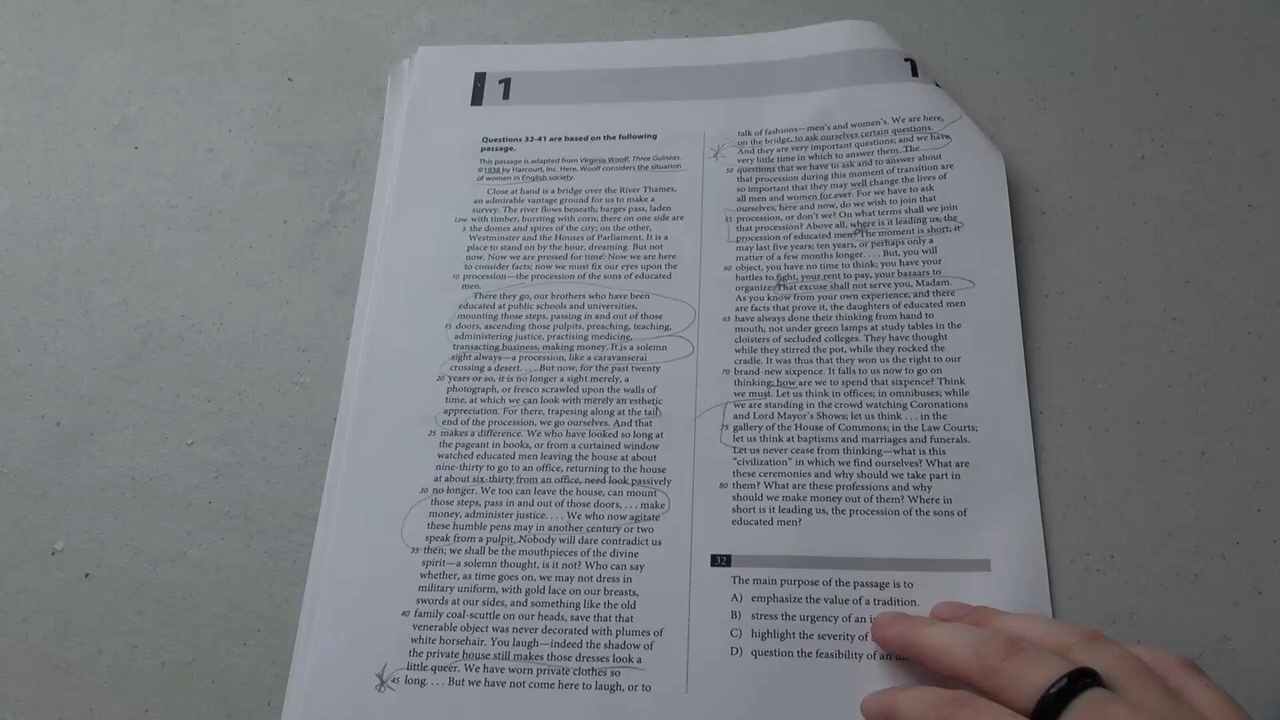 1
1
Questions 32-41 are based on the following
passage.
This passage is adapted from Virginia Woolf, Three Guineas.
©1938 by Harcourt, Inc. Here, Woolf considers the situation
of women in English society.
Close at hand is a bridge over the River Thames,
an admirable vantage ground for us to make a
survey. The river flows beneath; barges pass, laden
Line with timber, bursting with corn; there on one side are
5 the domes and spires of the city; on the other,
Westminster and the Houses of Parliament. It is a
place to stand on by the hour, dreaming. But not
now. Now we are pressed for time. Now we are here
to consider facts; now we must fix our eyes upon the
10 procession—the procession of the sons of educated
men.
There they go, our brothers who have been
educated at public schools and universities,
mounting those steps, passing in and out of those
15 doors, ascending those pulpits, preaching, teaching,
administering justice, practising medicine,
transacting business, making money. It is a solemn
sight always—a procession, like a caravanserai
crossing a desert. . . . But now, for the past twenty
20 years or so, it is no longer a sight merely, a
photograph, or fresco scrawled upon the walls of
time, at which we can look with merely an esthetic
appreciation. For there, trapesing along at the tail
end of the procession, we go ourselves. And that
25 makes a difference. We who have looked so long at
the pageant in books, or from a curtained window
watched educated men leaving the house at about
nine-thirty to go to an office, returning to the house
at about six-thirty from an office, need look passively
30 no longer. We too can leave the house, can mount
those steps, pass in and out of those doors, . . . make
money, administer justice. . . . We who now agitate
these humble pens may in another century or two
speak from a pulpit. Nobody will dare contradict us
35 then; we shall be the mouthpieces of the divine
spirit—a solemn thought, is it not? Who can say
whether, as time goes on, we may not dress in
military uniform, with gold lace on our breasts,
swords at our sides, and something like the old
40 family coal-scuttle on our heads, save that that
venerable object was never decorated with plumes of
white horsehair. You laugh—indeed the shadow of
the private house still makes those dresses look a
little queer. We have worn private clothes so
45 long. . . . But we have not come here to laugh, or to
talk of fashions—men's and women's. We are here,
on the bridge, to ask ourselves certain questions.
And they are very important questions; and we have
very little time in which to answer them. The
50 questions that we have to ask and to answer about
that procession during this moment of transition are
so important that they may well change the lives of
all men and women for ever. For we have to ask
ourselves, here and now, do we wish to join that
55 procession, or don't we? On what terms shall we join
that procession? Above all, where is it leading us, the
procession of educated men? The moment is short; it
may last five years; ten years, or perhaps only a
matter of a few months longer. . . . But, you will
60 object, you have no time to think; you have your
battles to fight, your rent to pay, your bazaars to
organize. That excuse shall not serve you, Madam.
As you know from your own experience, and there
are facts that prove it, the daughters of educated men
65 have always done their thinking from hand to
mouth; not under green lamps at study tables in the
cloisters of secluded colleges. They have thought
while they stirred the pot, while they rocked the
cradle. It was thus that they won us the right to our
70 brand-new sixpence. It falls to us now to go on
thinking; how are we to spend that sixpence? Think
we must. Let us think in offices; in omnibuses; while
we are standing in the crowd watching Coronations
and Lord Mayor's Shows; let us think . . . in the
75 gallery of the House of Commons; in the Law Courts;
let us think at baptisms and marriages and funerals.
Let us never cease from thinking—what is this
“civilization” in which we find ourselves? What are
these ceremonies and why should we take part in
80 them? What are these professions and why
should we make money out of them? Where in
short is it leading us, the procession of the sons of
educated men?
32
The main purpose of the passage is to
A) emphasize the value of a tradition.
B) stress the urgency of an
C) highlight the severity of
D) question the feasibility of an